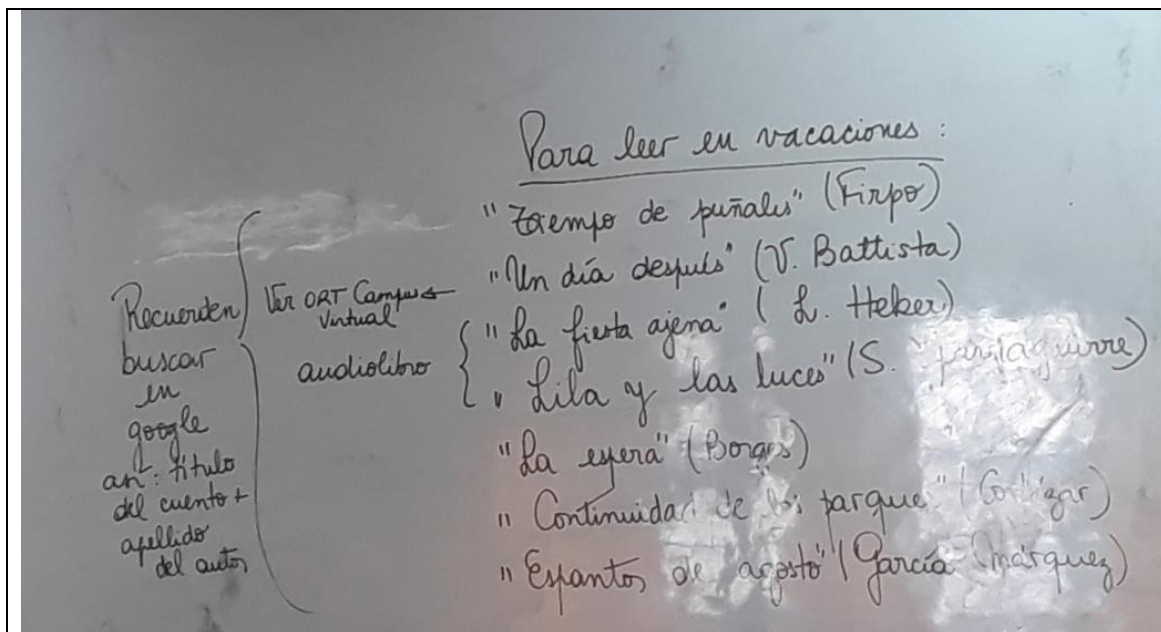 Para leer en vacaciones:
"Tiempo de puñales" (Firpo)
"Un día después" (V. Battista)
"La fiesta ajena" (L. Heker)
"Lila y las luces" (S.
"La espera" (Borges)
"Continuidad de los parques" (Cortázar)
"Espantos de agosto" (García Márquez)
Ver ORT Campus
Virtual
audiolibro
Recuerden
buscar
en
google
así: título
del cuento +
apellido
del autor